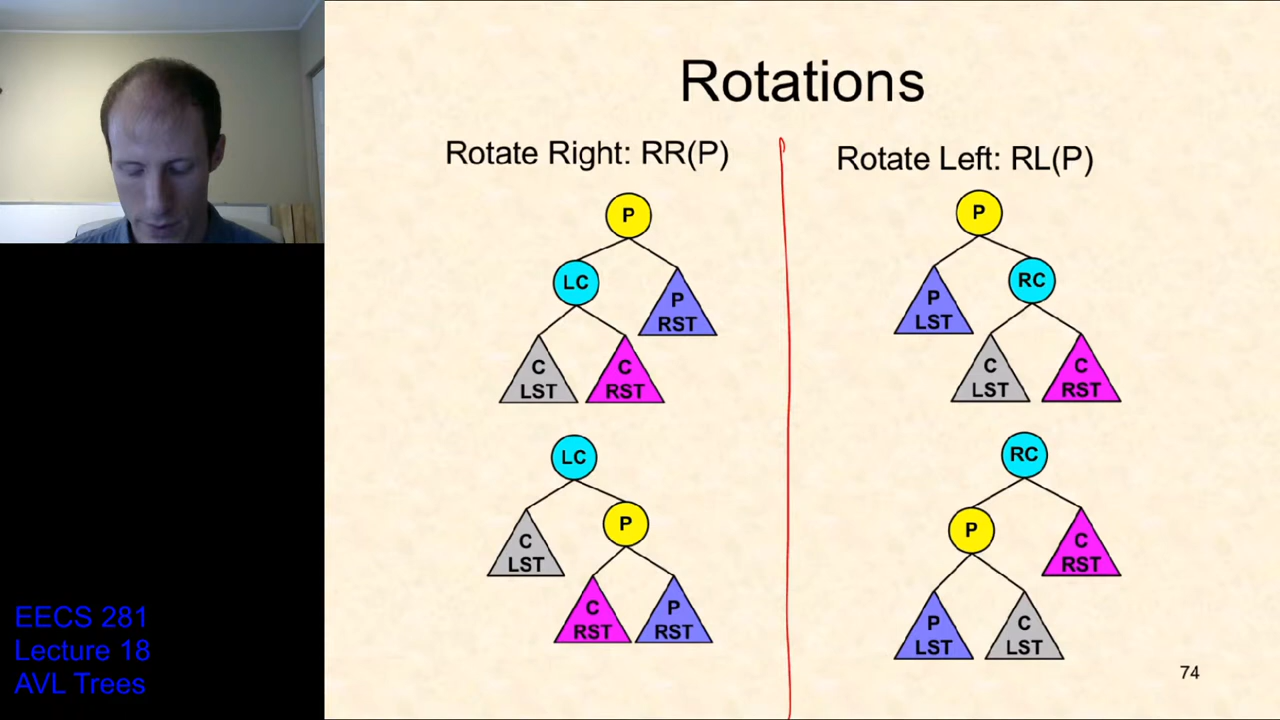 Rotations
Rotate Right: RR(P)
P
LC
P
RST
C
LST
C
RST
LC
C
LST
P
C
RST
P
RST
Rotate Left: RL(P)
P
P
LST
RC
C
LST
C
RST
RC
P
C
RST
P
LST
C
LST
74
EECS 281
Lecture 18
AVL Trees